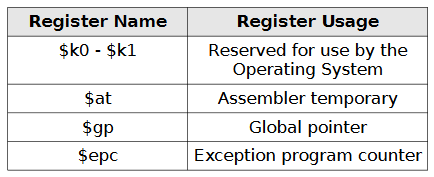 Register Name Register Usage
$k0 - $k1 Reserved for use by the
Operating System
$at Assembler temporary
$gp Global pointer
$epc Exception program counter